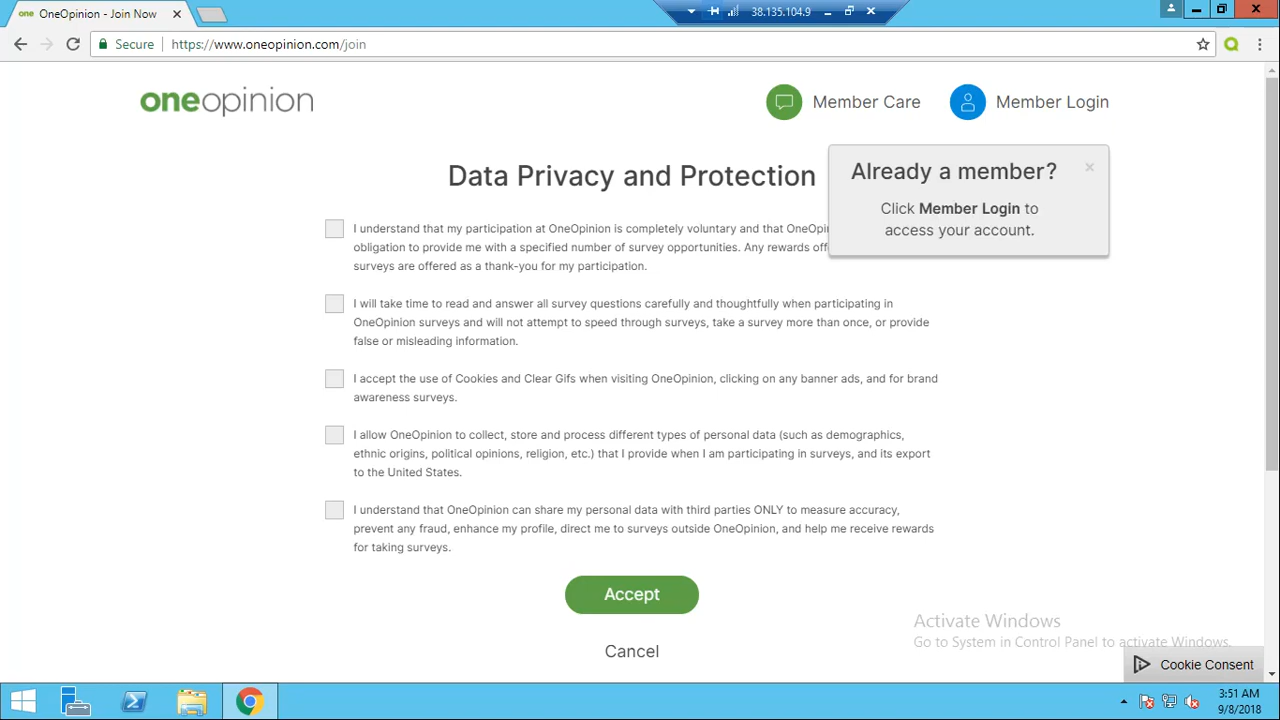 OneOpinion - Join Now
38.135.104.9
Secure https://www.oneopinion.com/join
oneopinion
Member Care
Member Login
Already a member?
Click Member Login to
access your account.
Data Privacy and Protection
I understand that my participation at OneOpinion is completely voluntary and that
obligation to provide me with a specified number of survey opportunities. Any rewards
surveys are offered as a thank-you for my participation.
I will take time to read and answer all survey questions carefully and thoughtfully when participating in
OneOpinion surveys and will not attempt to speed through surveys, take a survey more than once, or provide
false or misleading information.
I accept the use of Cookies and Clear Gifs when visiting OneOpinion, clicking on any banner ads, and for brand
awareness surveys.
I allow OneOpinion to collect, store and process different types of personal data (such as demographics,
ethnic origins, political opinions, religion, etc.) that I provide when I am participating in surveys, and its export
to the United States.
I understand that OneOpinion can share my personal data with third parties ONLY to measure accuracy,
prevent any fraud, enhance my profile, direct me to surveys outside OneOpinion, and help me receive rewards
for taking surveys.
Accept
Cancel
Activate Windows
Go to System in Control Panel to activate Windows.
Cookie Consent
3:51 AM
9/8/2018